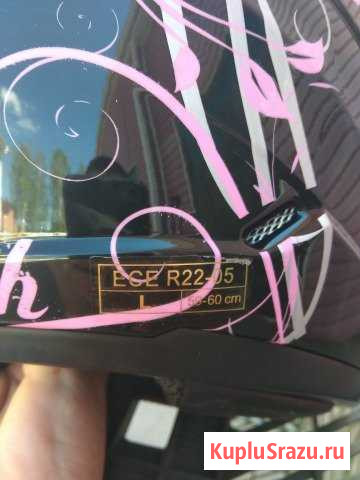 h
ECE R22-05
L 59-60 cm
KupluSrazu.ru